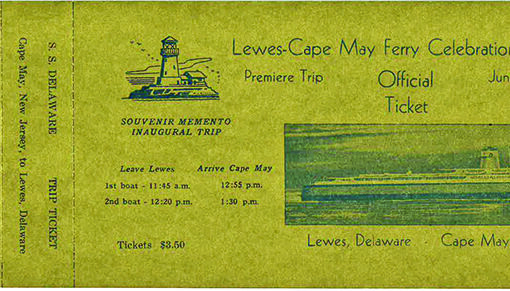 S. S. DELAWARE TRIP TICKET
Cape May, New Jersey, to Lewes, Delaware
Lewes-Cape May Ferry Celebration
Premiere Trip Official Jun
Ticket
SOUVENIR MEMENTO
INAUGURAL TRIP
Leave Lewes Arrive Cape May
1st boat - 11:45 a.m. 12:55 p.m.
2nd boat - 12:20 p.m. 1:30 p.m.
Tickets $3.50
Lewes, Delaware - Cape May